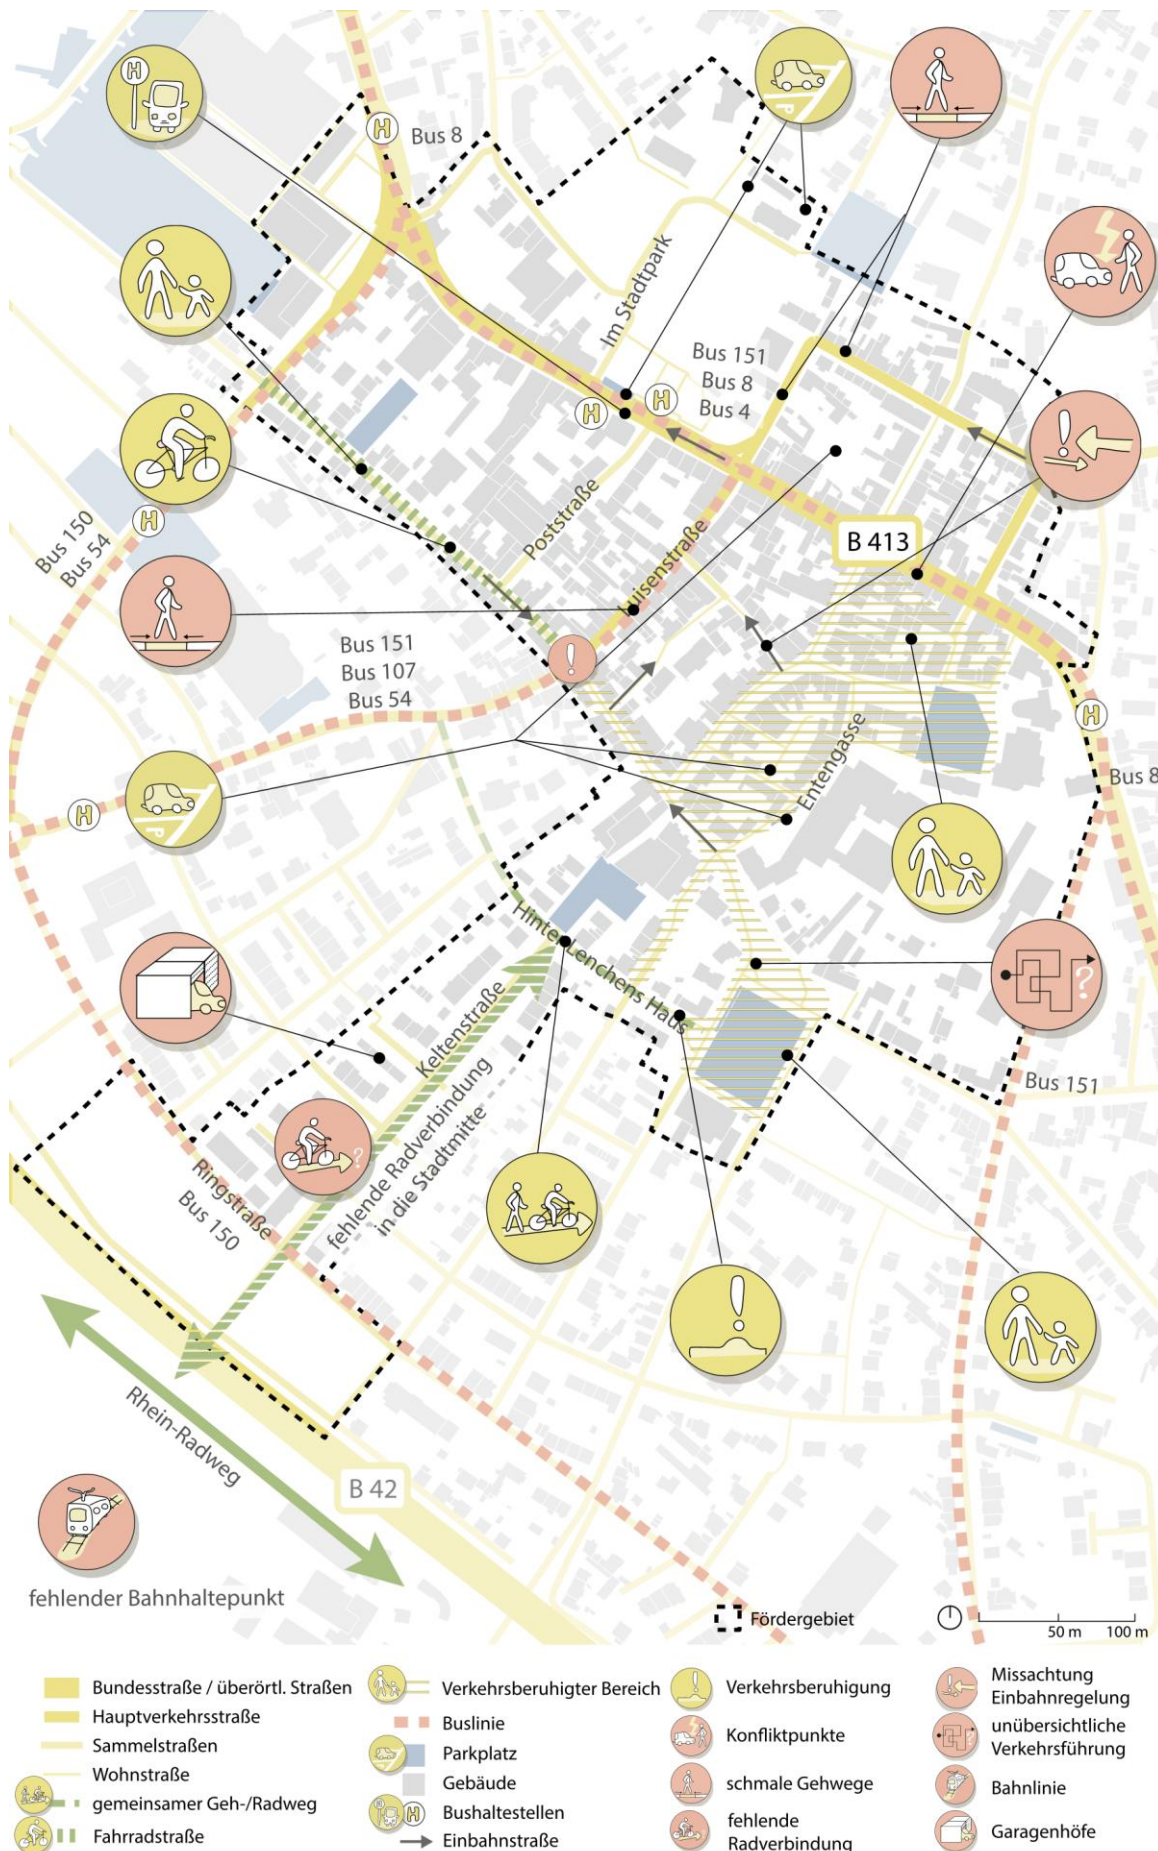 H
H
Bus 8
Im Stadtpark
Bus 151
Bus 8
Bus 4
H
H
H
Bus 150
Bus 54
Poststraße
Luisenstraße
B 413
!
!
Bus 151
Bus 107
Bus 54
H
Bus 8
P
P
H
Entengasse
Hinter Lenchens Haus
?
Keltenstraße
Bus 151
?
fehlende Radverbindung
in die Stadtmitte
Ringstraße
Bus 150
!
Rhein-Radweg
B 42
fehlender Bahnhaltepunkt
Fördergebiet
50 m
100 m
Bundesstraße / überörtl. Straßen
Hauptverkehrsstraße
Sammelstraßen
Wohnstraße
gemeinsamer Geh-/Radweg
Fahrradstraße
Verkehrsberuhigter Bereich
Buslinie
Parkplatz
Gebäude
H
Bushaltestellen
Einbahnstraße
Verkehrsberuhigung
Konfliktpunkte
schmale Gehwege
fehlende
Radverbindung
Missachtung
Einbahnregelung
unübersichtliche
Verkehrsführung
Bahnlinie
Garagenhöfe